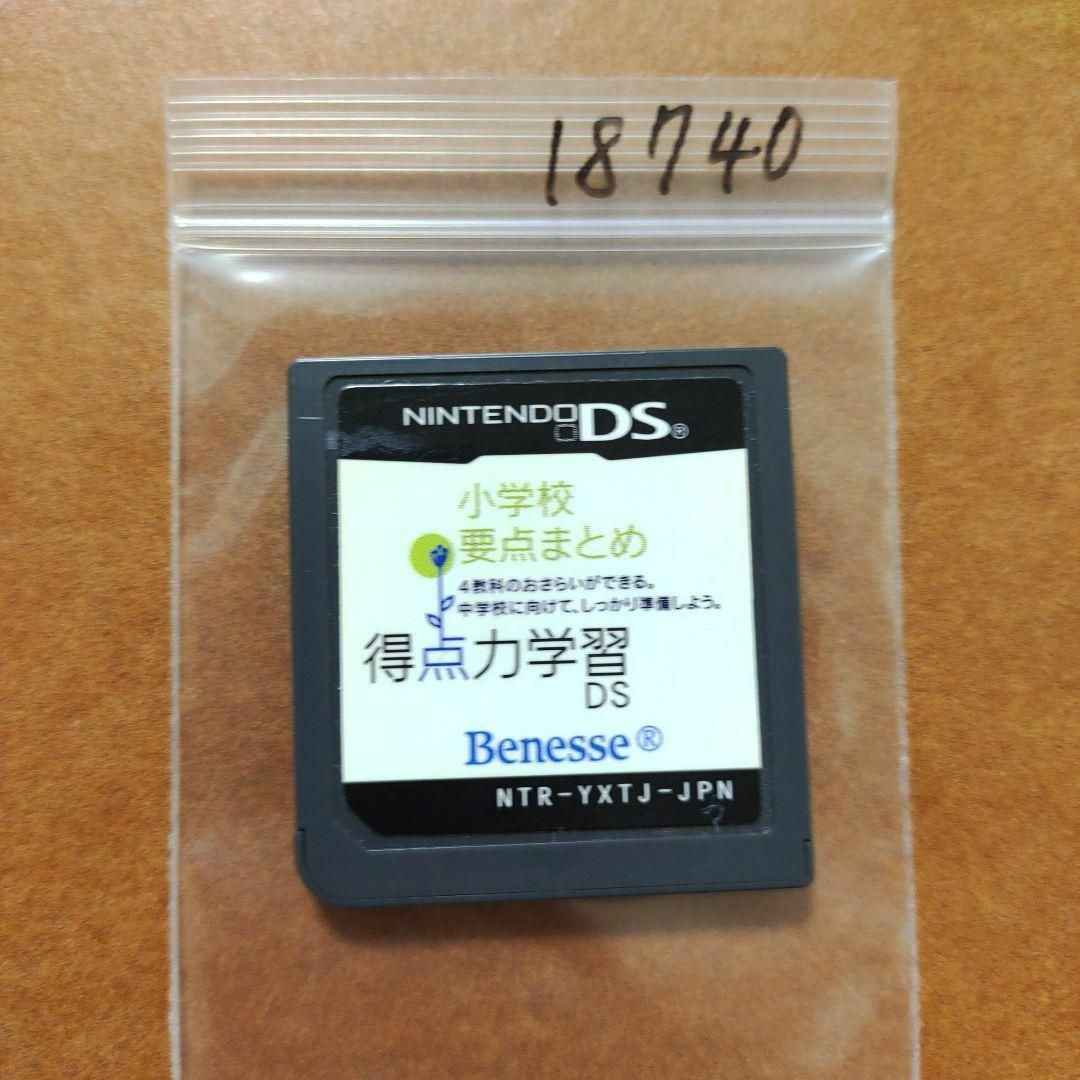 18740
NINTENDO DS®
小学校
要点まとめ
4教科のおさらいができる。
中学校に向けて、しっかり準備しよう。
得点力学習
DS
Benesse®
NTR-YXTJ-JPN